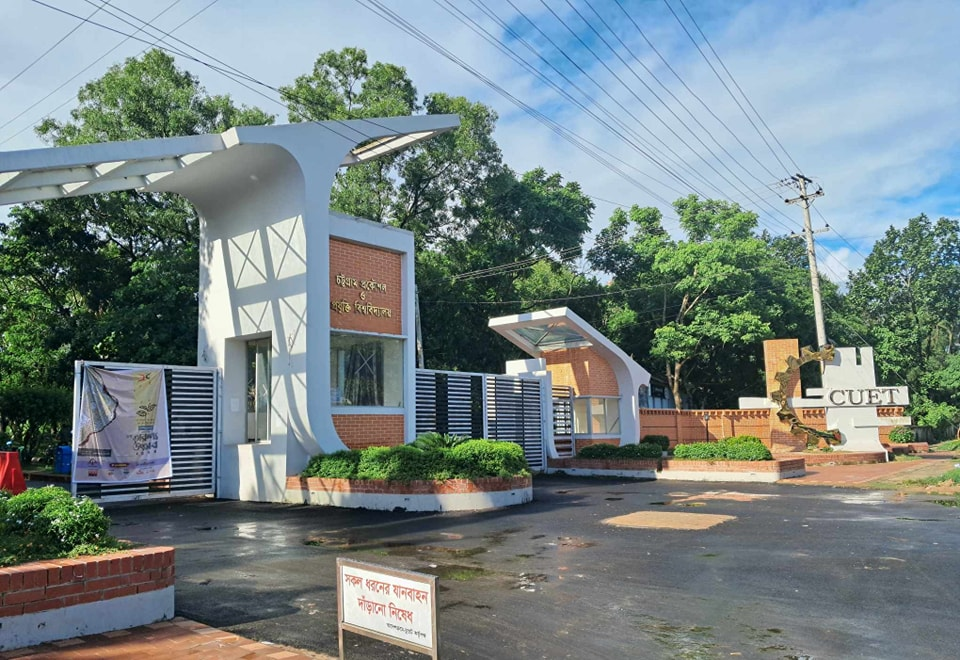 চট্টগ্রাম প্রকৌশল
ও
প্রযুক্তি বিশ্ববিদ্যালয়
CUET
সকল ধরনের যানবাহন
দাঁড়ানো নিষেধ